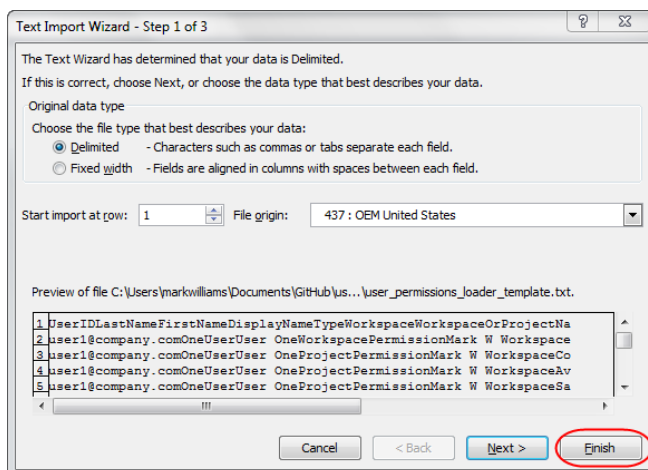 Text Import Wizard - Step 1 of 3
The Text Wizard has determined that your data is Delimited.
If this is correct, choose Next, or choose the data type that best describes your data.
Original data type
Choose the file type that best describes your data:
Delimited - Characters such as commas or tabs separate each field.
Fixed width - Fields are aligned in columns with spaces between each field.
Start import at row: 1 File origin: 437 : OEM United States
Preview of file C:\Users\markwilliams\Documents\GitHub\us...\user_permissions_loader_template.txt.
1 UserIDLastNameFirstNameDisplayNameTypeWorkspaceWorkspaceOrProjectNa
2 user1@company.comOneUserUser OneWorkspacePermissionMark W Workspace
3 user1@company.comOneUserUser OneProjectPermissionMark W WorkspaceCo
4 user1@company.comOneUserUser OneProjectPermissionMark W WorkspaceAv
5 user1@company.comOneUserUser OneProjectPermissionMark W WorkspaceSa
Cancel < Back Next > Finish